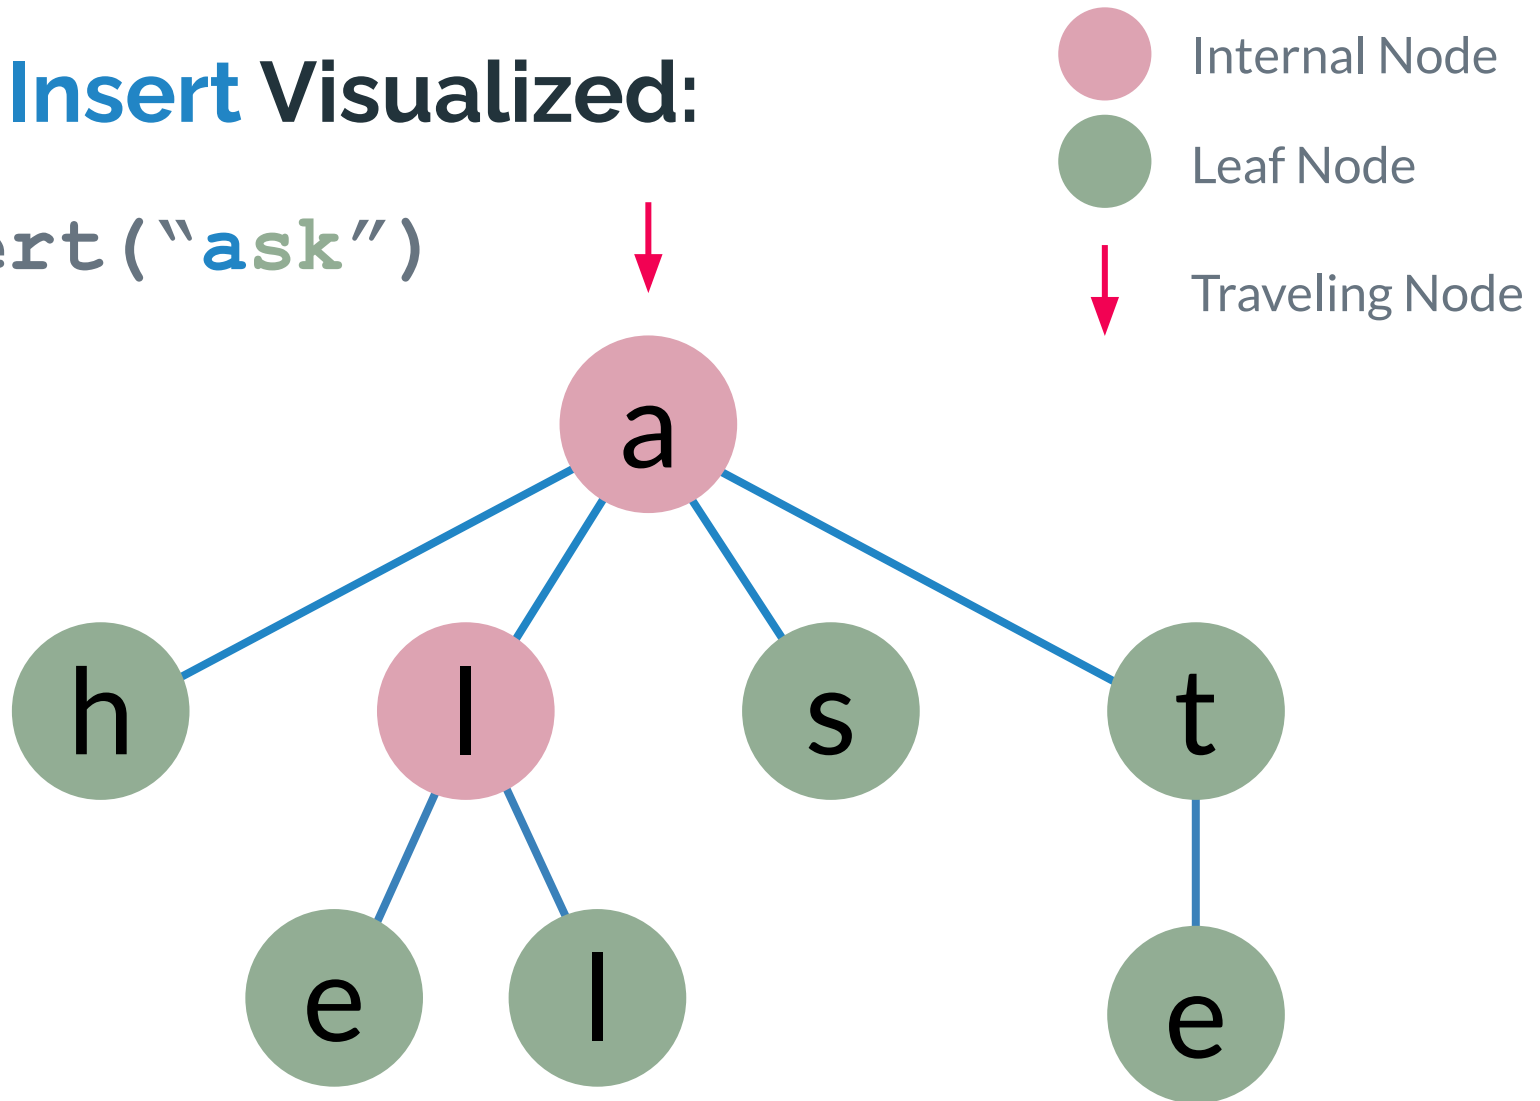 Insert Visualized:
ert(‟ask″)
Internal Node
Leaf Node
Traveling Node
a
h
l
s
t
e
l
e